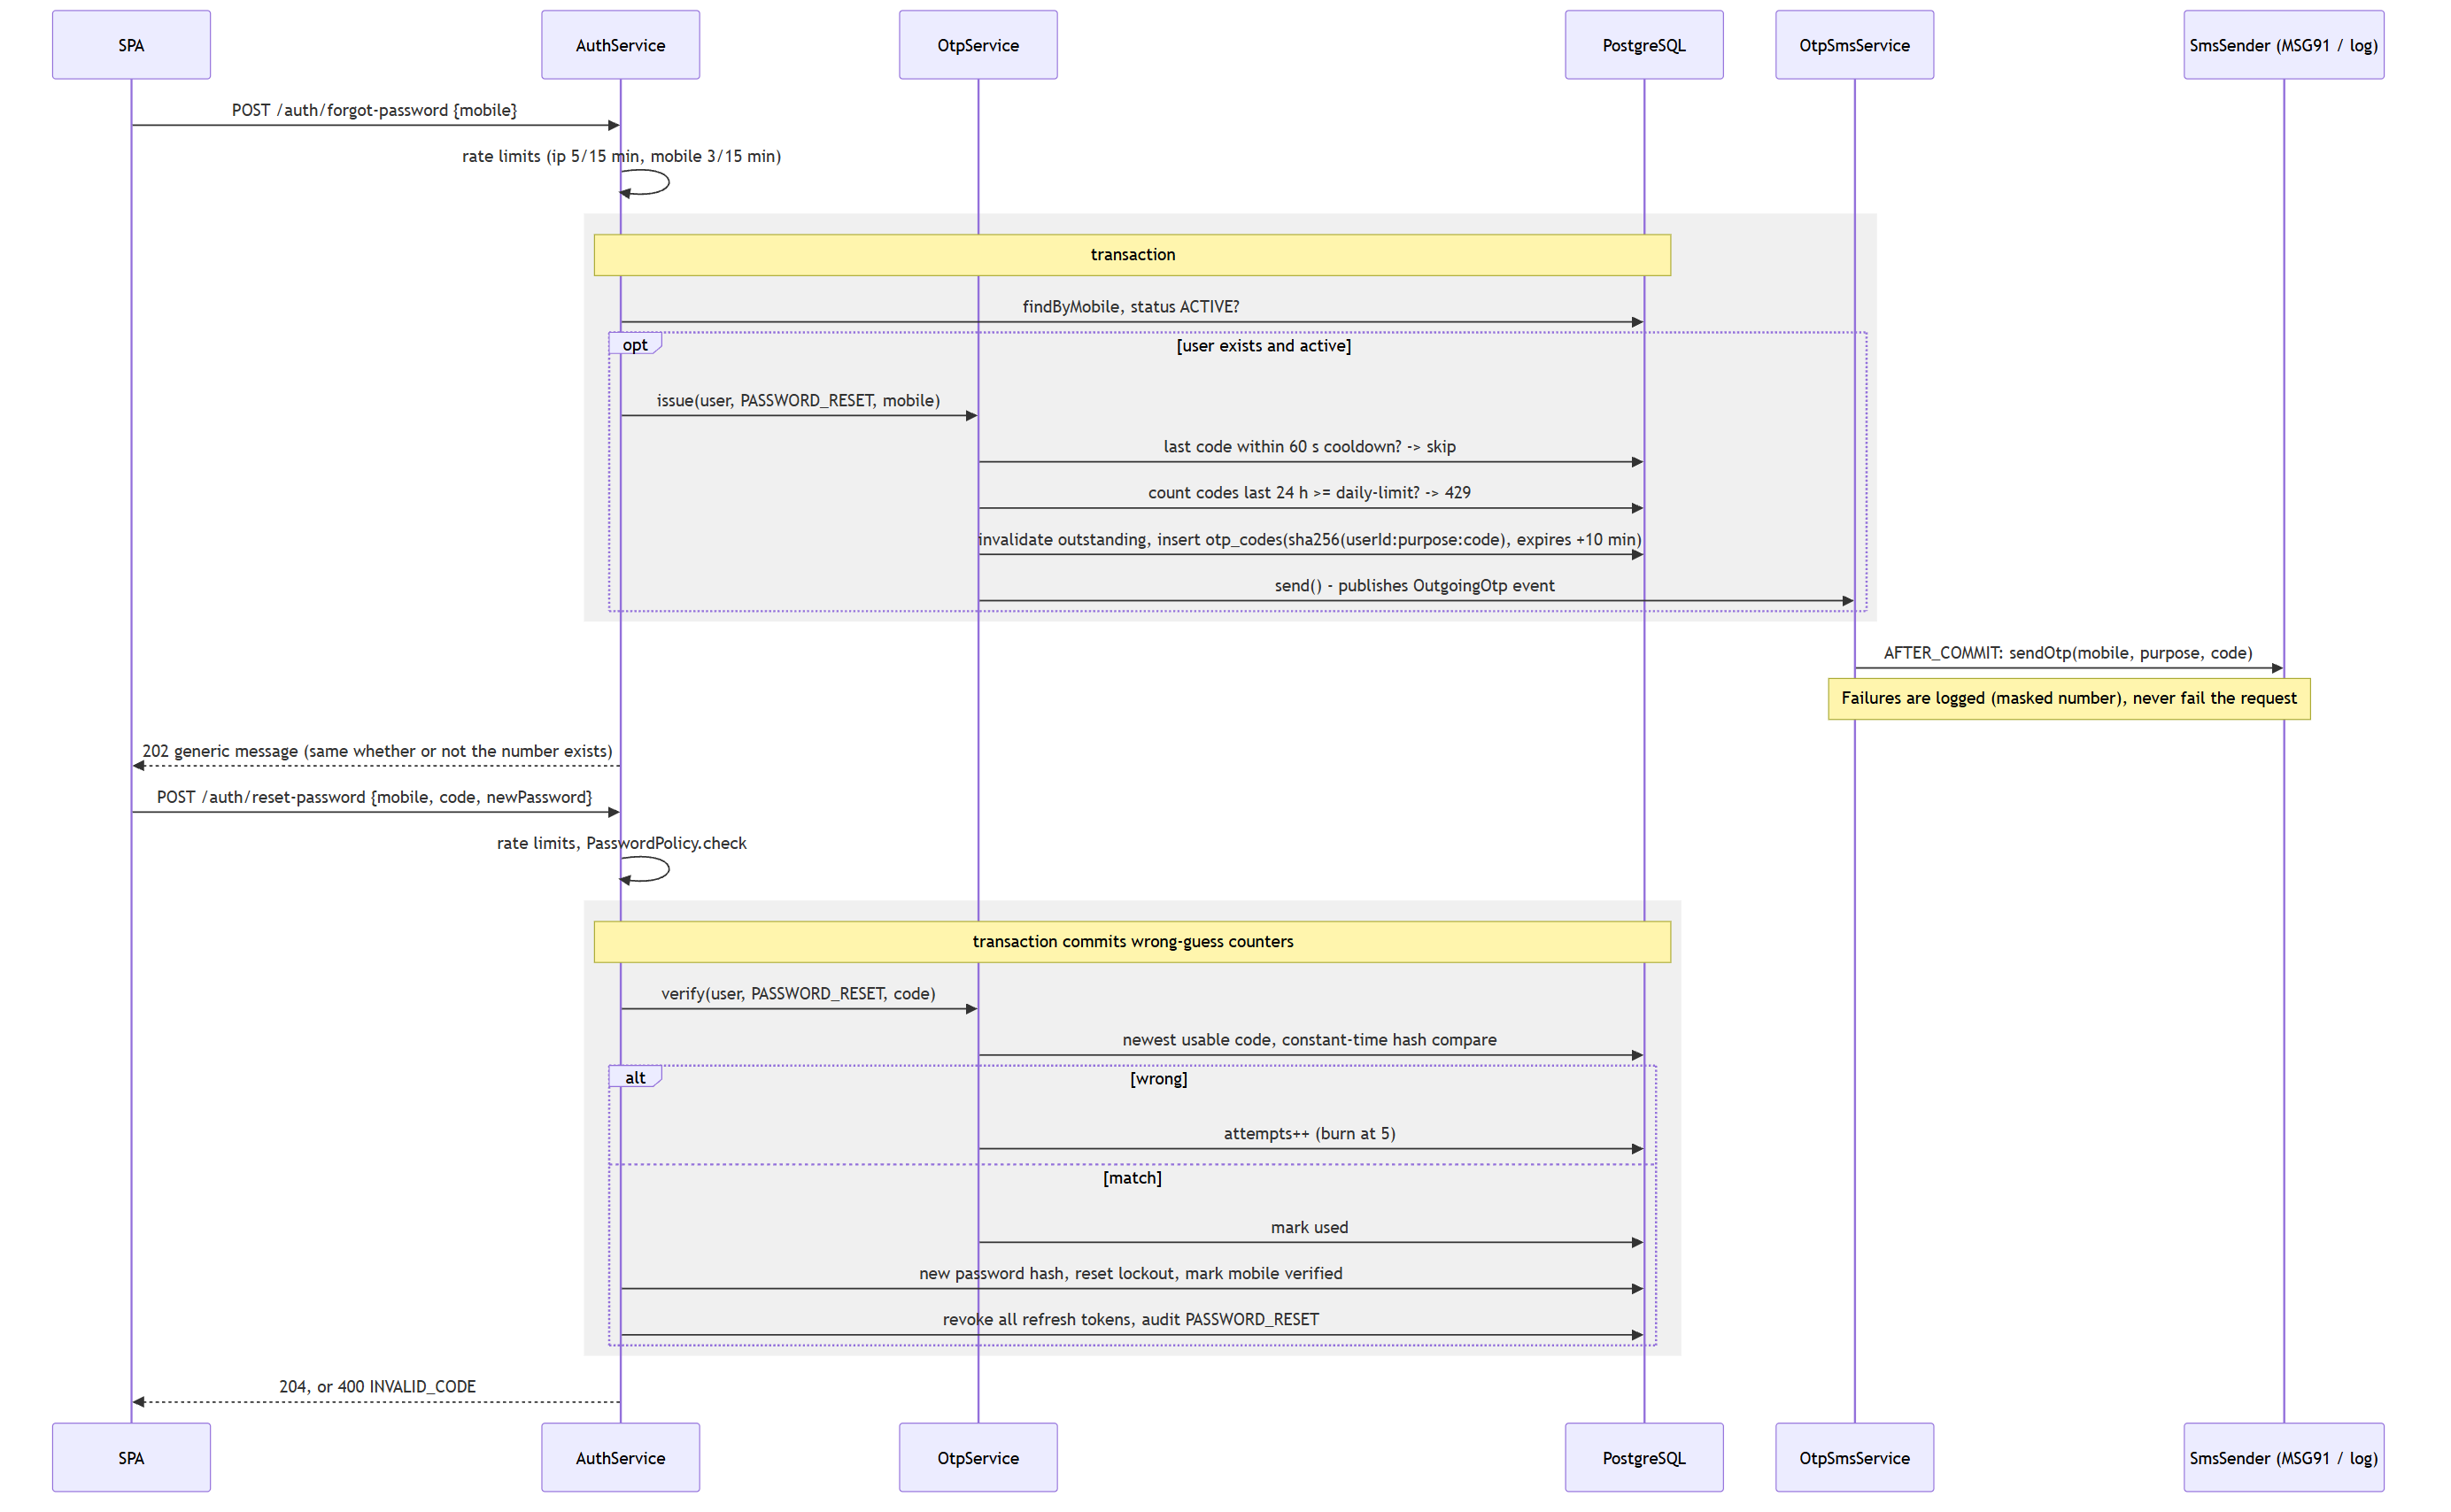 SPA
AuthService
OtpService
PostgreSQL
OtpSmsService
SmsSender (MSG91 / log)
POST /auth/forgot-password {mobile}
rate limits (ip 5/15 min, mobile 3/15 min)
transaction
findByMobile, status ACTIVE?
opt
[user exists and active]
issue(user, PASSWORD_RESET, mobile)
last code within 60 s cooldown? -> skip
count codes last 24 h >= daily-limit? -> 429
invalidate outstanding, insert otp_codes(sha256(userId:purpose:code), expires +10 min)
send() - publishes OutgoingOtp event
AFTER_COMMIT: sendOtp(mobile, purpose, code)
Failures are logged (masked number), never fail the request
202 generic message (same whether or not the number exists)
POST /auth/reset-password {mobile, code, newPassword}
rate limits, PasswordPolicy.check
transaction commits wrong-guess counters
verify(user, PASSWORD_RESET, code)
newest usable code, constant-time hash compare
alt
[wrong]
attempts++ (burn at 5)
[match]
mark used
new password hash, reset lockout, mark mobile verified
revoke all refresh tokens, audit PASSWORD_RESET
204, or 400 INVALID_CODE
SPA
AuthService
OtpService
PostgreSQL
OtpSmsService
SmsSender (MSG91 / log)